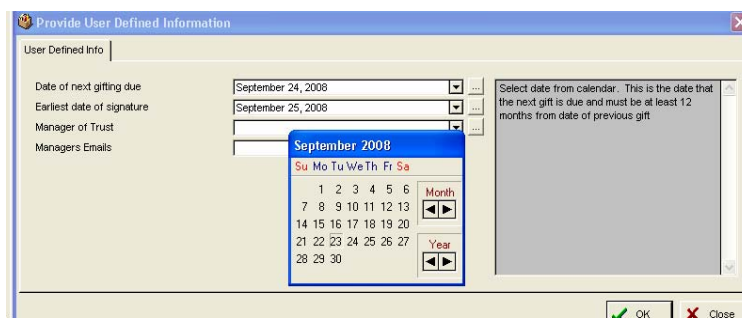 Provide User Defined Information
User Defined Info
Date of next gifting due
September 24, 2008
...
Earliest date of signature
September 25, 2008
...
Manager of Trust
...
Managers Emails
Select date from calendar. This is the date that
the next gift is due and must be at least 12
months from date of previous gift
September 2008
Su Mo Tu We Th Fr Sa
1 2 3 4 5 6
7 8 9 10 11 12 13
14 15 16 17 18 19 20
21 22 23 24 25 26 27
28 29 30
Month
Year
OK
Close